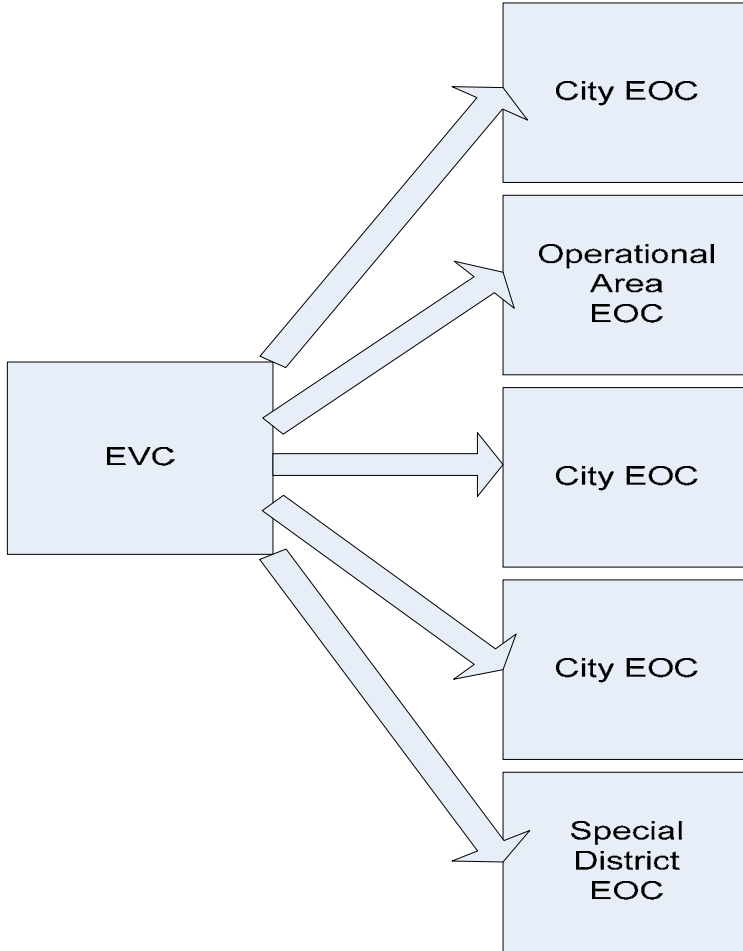 City EOC
Operational
Area
EOC
EVC
City EOC
City EOC
Special
District
EOC